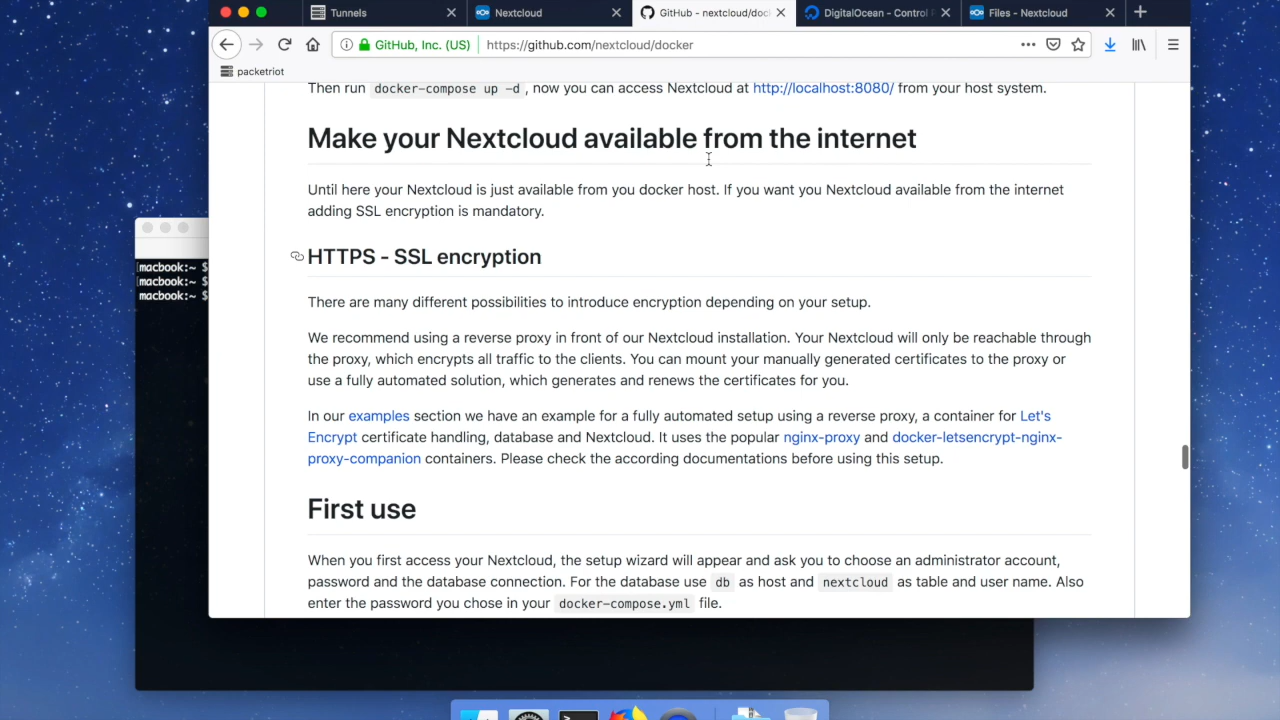 Tunnels
Nextcloud
GitHub - nextcloud/doc
DigitalOcean - Control
Files - Nextcloud
GitHub, Inc. (US)
https://github.com/nextcloud/docker
packetriot
Then run docker-compose up -d , now you can access Nextcloud at http://localhost:8080/ from your host system.
Make your Nextcloud available from the internet
Until here your Nextcloud is just available from you docker host. If you want you Nextcloud available from the internet
adding SSL encryption is mandatory.
HTTPS - SSL encryption
There are many different possibilities to introduce encryption depending on your setup.
We recommend using a reverse proxy in front of our Nextcloud installation. Your Nextcloud will only be reachable through
the proxy, which encrypts all traffic to the clients. You can mount your manually generated certificates to the proxy or
use a fully automated solution, which generates and renews the certificates for you.
In our examples section we have an example for a fully automated setup using a reverse proxy, a container for Let's
Encrypt certificate handling, database and Nextcloud. It uses the popular nginx-proxy and docker-letsencrypt-nginx-
proxy-companion containers. Please check the according documentations before using this setup.
First use
When you first access your Nextcloud, the setup wizard will appear and ask you to choose an administrator account,
password and the database connection. For the database use db as host and nextcloud as table and user name. Also
enter the password you chose in your docker-compose.yml file.
[macbook:~ $
[macbook:~ $
macbook:~ $